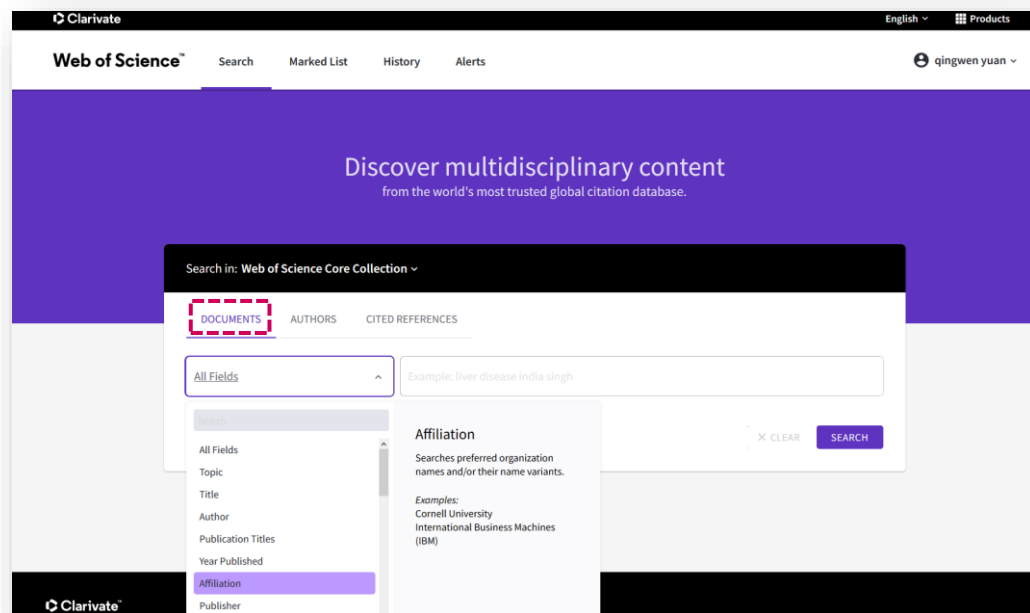 Clarivate
English
Products
Web of Science™
Search
Marked List
History
Alerts
qingwen yuan
Discover multidisciplinary content
from the world's most trusted global citation database.
Search in: Web of Science Core Collection
DOCUMENTS
AUTHORS
CITED REFERENCES
All Fields
Example: liver disease india singh
Search
All Fields
Topic
Title
Author
Publication Titles
Year Published
Affiliation
Publisher
Affiliation
Searches preferred organization
names and/or their name variants.
Examples:
Cornell University
International Business Machines
(IBM)
× CLEAR
SEARCH
Clarivate™